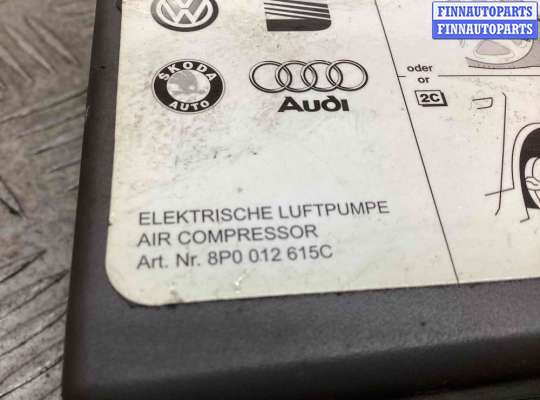 FINNAUTOPARTS
FINNAUTOPARTS
ŠKODA
AUTO
Audi
oder
or
2C
ELEKTRISCHE LUFTPUMPE
AIR COMPRESSOR
Art. Nr. 8P0 012 615C